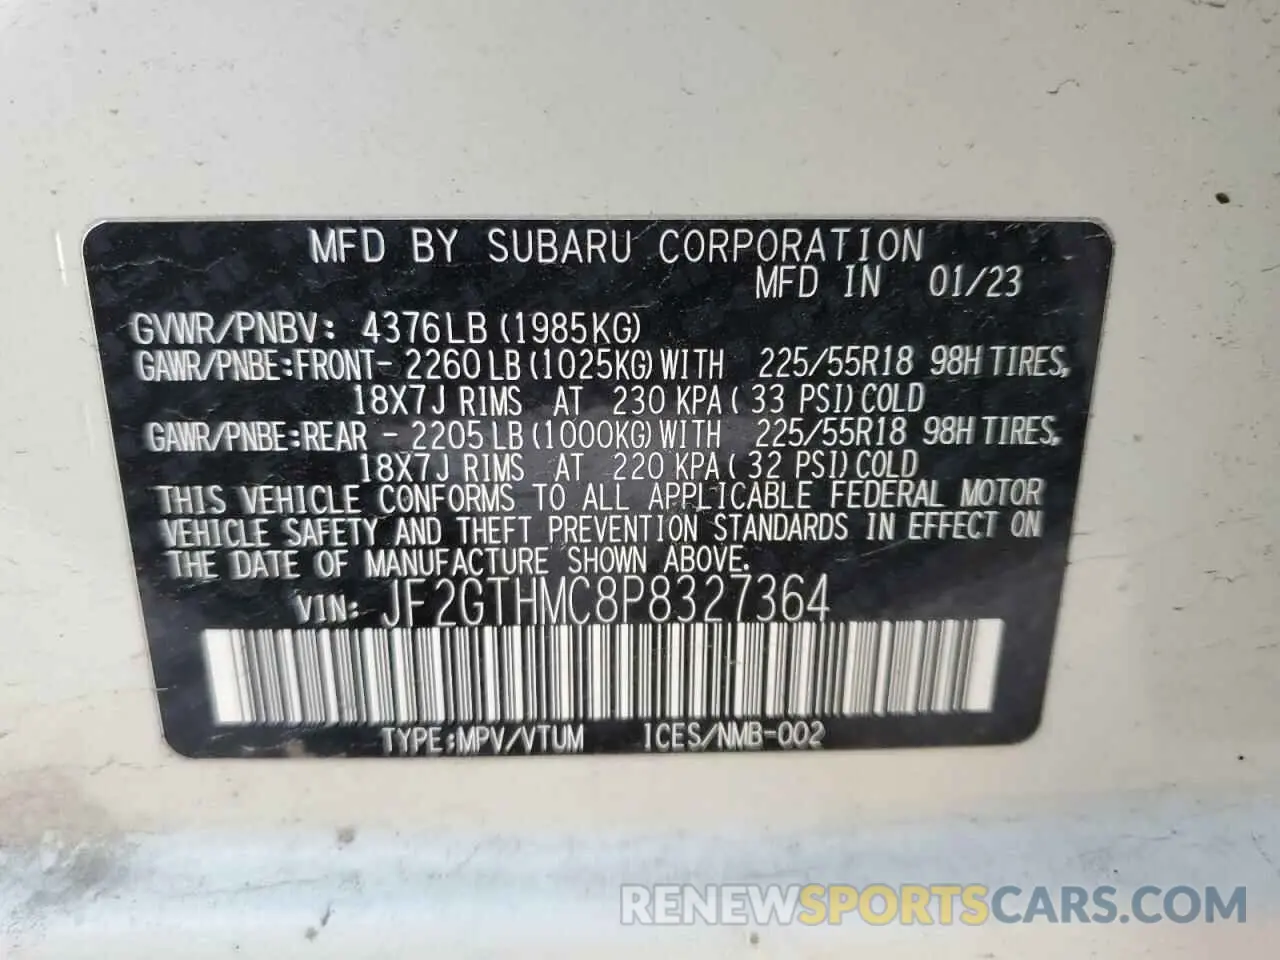 MFD BY SUBARU CORPORATION
MFD IN 01/23
GVWR/PNBV: 4376LB (1985KG)
GAWR/PNBE:FRONT- 2260 LB (1025KG) WITH 225/55R18 98H TIRES,
18X7J RIMS AT 230 KPA ( 33 PSI) COLD
GAWR/PNBE:REAR - 2205 LB (1000KG) WITH 225/55R18 98H TIRES,
18X7J RIMS AT 220 KPA ( 32 PSI) COLD
THIS VEHICLE CONFORMS TO ALL APPLICABLE FEDERAL MOTOR
VEHICLE SAFETY AND THEFT PREVENTION STANDARDS IN EFFECT ON
THE DATE OF MANUFACTURE SHOWN ABOVE.
VIN: JF2GTHMC8P8327364
TYPE:MPV/VTUM ICES/NMB-002
RENEWSPORTSCARS.COM